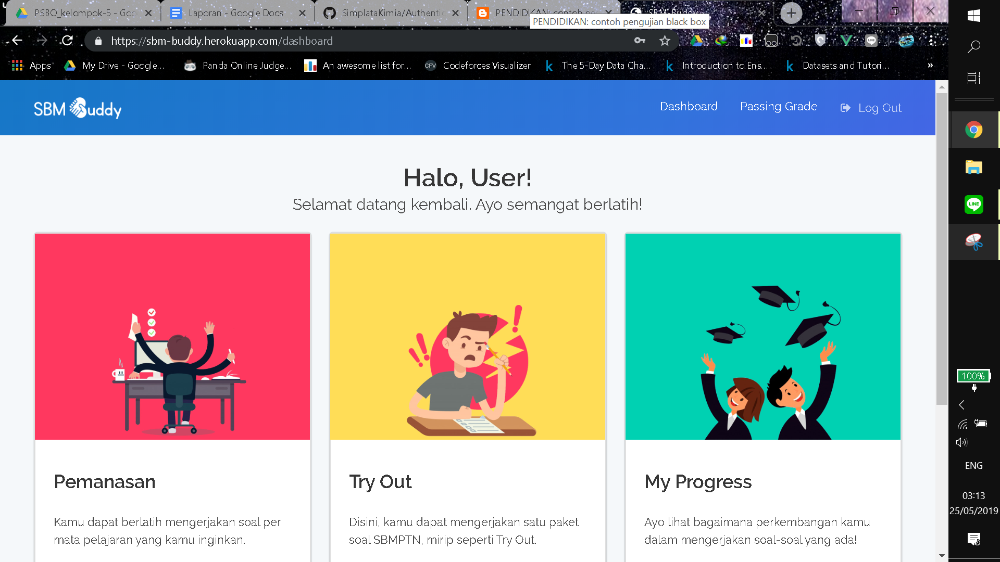 PSBO_kelompok-5 - Goo
Laporan - Google Docs
SimplataKimia/Authentic
PENDIDIKAN: contoh pe
SBM-Buddy
PENDIDIKAN: contoh pengujian black box
https://sbm-buddy.herokuapp.com/dashboard
Apps
My Drive - Google...
Panda Online Judge...
An awesome list for...
CFV
Codeforces Visualizer
k
The 5-Day Data Cha...
k
Introduction to Ens...
k
Datasets and Tutori...
»
SBM Buddy
Dashboard
Passing Grade
Log Out
Halo, User!
Selamat datang kembali. Ayo semangat berlatih!
Pemanasan
Kamu dapat berlatih mengerjakan soal per
mata pelajaran yang kamu inginkan.
Try Out
Disini, kamu dapat mengerjakan satu paket
soal SBMPTN, mirip seperti Try Out.
My Progress
Ayo lihat bagaimana perkembangan kamu
dalam mengerjakan soal-soal yang ada!
LINE
100%
ENG
03:13
25/05/2019